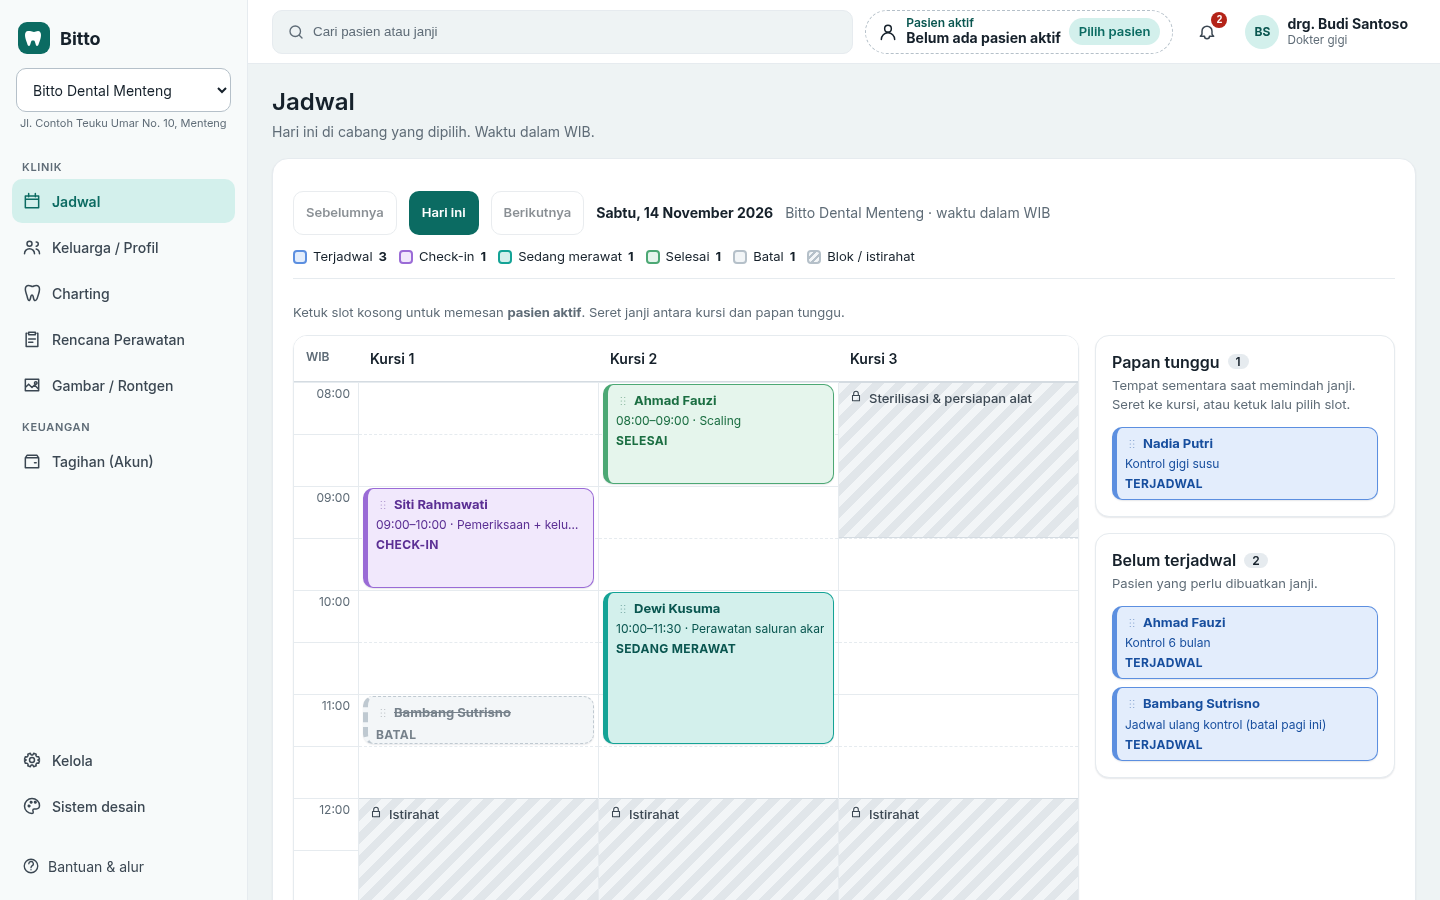 Bitto
Bitto Dental Menteng
Jl. Contoh Teuku Umar No. 10, Menteng
KLINIK
Jadwal
Keluarga / Profil
Charting
Rencana Perawatan
Gambar / Rontgen
KEUANGAN
Tagihan (Akun)
Kelola
Sistem desain
Bantuan & alur
Cari pasien atau janji
Pasien aktif
Belum ada pasien aktif
Pilih pasien
2
BS
drg. Budi Santoso
Dokter gigi
Jadwal
Hari ini di cabang yang dipilih. Waktu dalam WIB.
Sebelumnya
Hari ini
Berikutnya
Sabtu, 14 November 2026
Bitto Dental Menteng · waktu dalam WIB
Terjadwal 3
Check-in 1
Sedang merawat 1
Selesai 1
Batal 1
Blok / istirahat
Ketuk slot kosong untuk memesan pasien aktif. Seret janji antara kursi dan papan tunggu.
WIB
Kursi 1
Kursi 2
Kursi 3
08:00
Ahmad Fauzi
08:00–09:00 · Scaling
SELESAI
Sterilisasi & persiapan alat
09:00
Siti Rahmawati
09:00–10:00 · Pemeriksaan + kelu...
CHECK-IN
10:00
Dewi Kusuma
10:00–11:30 · Perawatan saluran akar
SEDANG MERAWAT
11:00
Bambang Sutrisno
BATAL
12:00
Istirahat
Istirahat
Istirahat
Papan tunggu 1
Tempat sementara saat memindah janji.
Seret ke kursi, atau ketuk lalu pilih slot.
Nadia Putri
Kontrol gigi susu
TERJADWAL
Belum terjadwal 2
Pasien yang perlu dibuatkan janji.
Ahmad Fauzi
Kontrol 6 bulan
TERJADWAL
Bambang Sutrisno
Jadwal ulang kontrol (batal pagi ini)
TERJADWAL